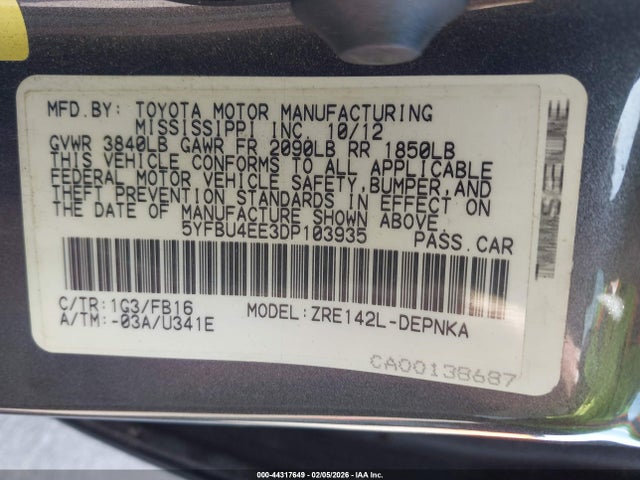 MFD.BY: TOYOTA MOTOR MANUFACTURING
MISSISSIPPI INC. 10/12
GVWR 3840LB GAWR FR 2090LB RR 1850LB
THIS VEHICLE CONFORMS TO ALL APPLICABLE
FEDERAL MOTOR VEHICLE SAFETY,BUMPER,AND
THEFT PREVENTION STANDARDS IN EFFECT ON
THE DATE OF MANUFACTURE SHOWN ABOVE.
5YFBU4EE3DP103935 PASS.CAR
C/TR:1G3/FB16 MODEL:ZRE142L-DEPNKA
A/TM:-03A/U341E
CA00138687
000-44317649 | 02/05/2026 | IAA Inc.